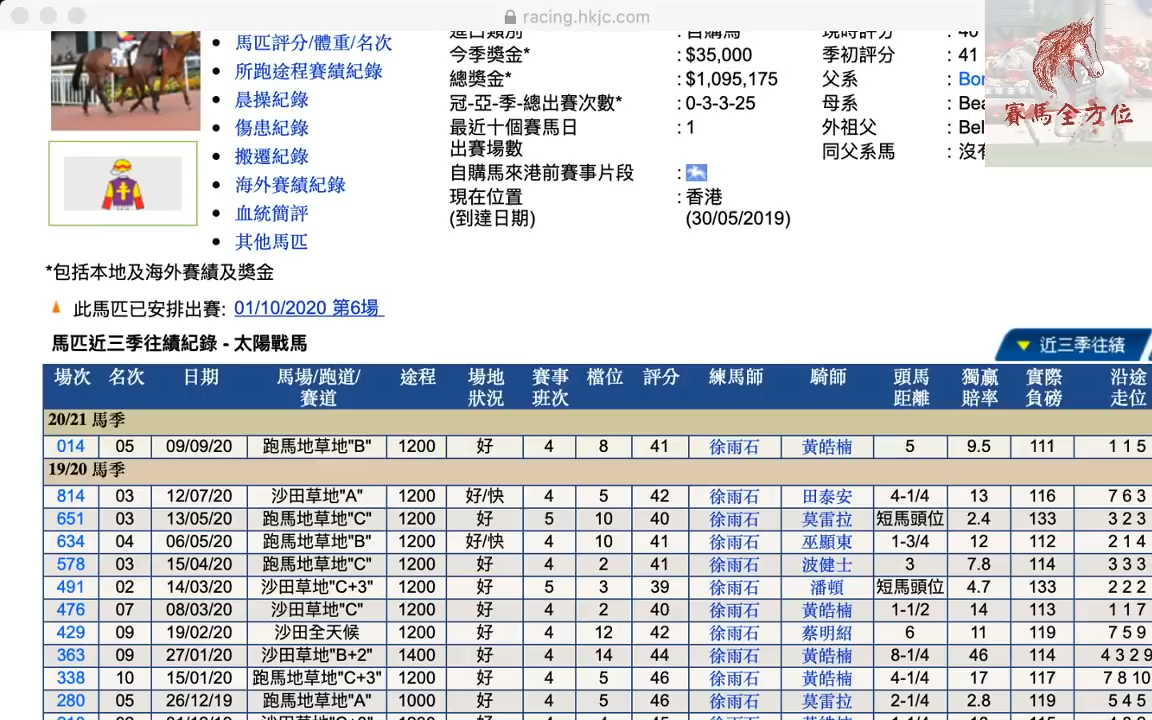 racing.hkjc.com
馬匹評分/體重/名次
所跑途程賽績紀錄
晨操紀錄
傷患紀錄
搬遷紀錄
海外賽績紀錄
血統簡評
其他馬匹
進口類別 : 自購馬
今季獎金* : $35,000
總獎金* : $1,095,175
冠-亞-季-總出賽次數* : 0-3-3-25
最近十個賽馬日 : 1
出賽場數
自購馬來港前賽事片段 :
現在位置 : 香港
(到達日期) (30/05/2019)
現時評分 : 40
季初評分 : 41
父系 : Bor
母系 : Bea
外祖父 : Bel
同父系馬 : 沒有
賽馬全方位
*包括本地及海外賽績及獎金
此馬匹已安排出賽: 01/10/2020 第6場
馬匹近三季往績紀錄 - 太陽戰馬
近三季往績
場次 名次 日期 馬場/跑道/賽道 途程 場地狀況 賽事班次 檔位 評分 練馬師 騎師 頭馬距離 獨贏賠率 實際負磅 沿途走位
20/21 馬季
014 05 09/09/20 跑馬地草地"B" 1200 好 4 8 41 徐雨石 黃皓楠 5 9.5 111 1 1 5
19/20 馬季
814 03 12/07/20 沙田草地"A" 1200 好/快 4 5 42 徐雨石 田泰安 4-1/4 13 116 7 6 3
651 03 13/05/20 跑馬地草地"C" 1200 好 5 10 40 徐雨石 莫雷拉 短馬頭位 2.4 133 3 2 3
634 04 06/05/20 跑馬地草地"B" 1200 好/快 4 10 41 徐雨石 巫顯東 1-3/4 12 112 2 1 4
578 03 15/04/20 跑馬地草地"C" 1200 好 4 2 41 徐雨石 波健士 3 7.8 114 3 3 3
491 02 14/03/20 沙田草地"C+3" 1200 好 5 3 39 徐雨石 潘頓 短馬頭位 4.7 133 2 2 2
476 07 08/03/20 沙田草地"C" 1200 好 4 2 40 徐雨石 黃皓楠 1-1/2 14 113 1 1 7
429 09 19/02/20 沙田全天候 1200 好 4 12 42 徐雨石 蔡明紹 6 11 119 7 5 9
363 09 27/01/20 沙田草地"B+2" 1400 好 4 14 44 徐雨石 黃皓楠 8-1/4 46 114 4 3 2 9
338 10 15/01/20 跑馬地草地"C+3" 1200 好 4 5 46 徐雨石 黃皓楠 4-1/4 17 117 7 8 10
280 05 26/12/19 跑馬地草地"A" 1000 好 4 5 46 徐雨石 莫雷拉 2-1/4 2.8 119 5 4 5